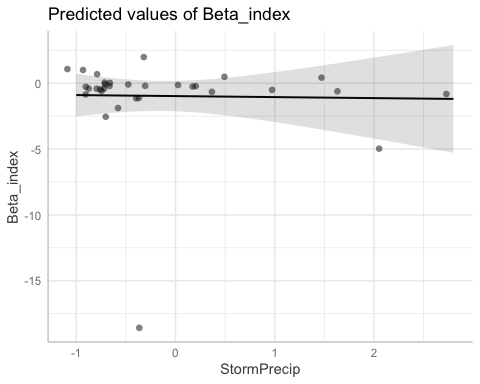 Predicted values of Beta_index
0
-5
-10
-15
Beta_index
-1
0
1
2
StormPrecip